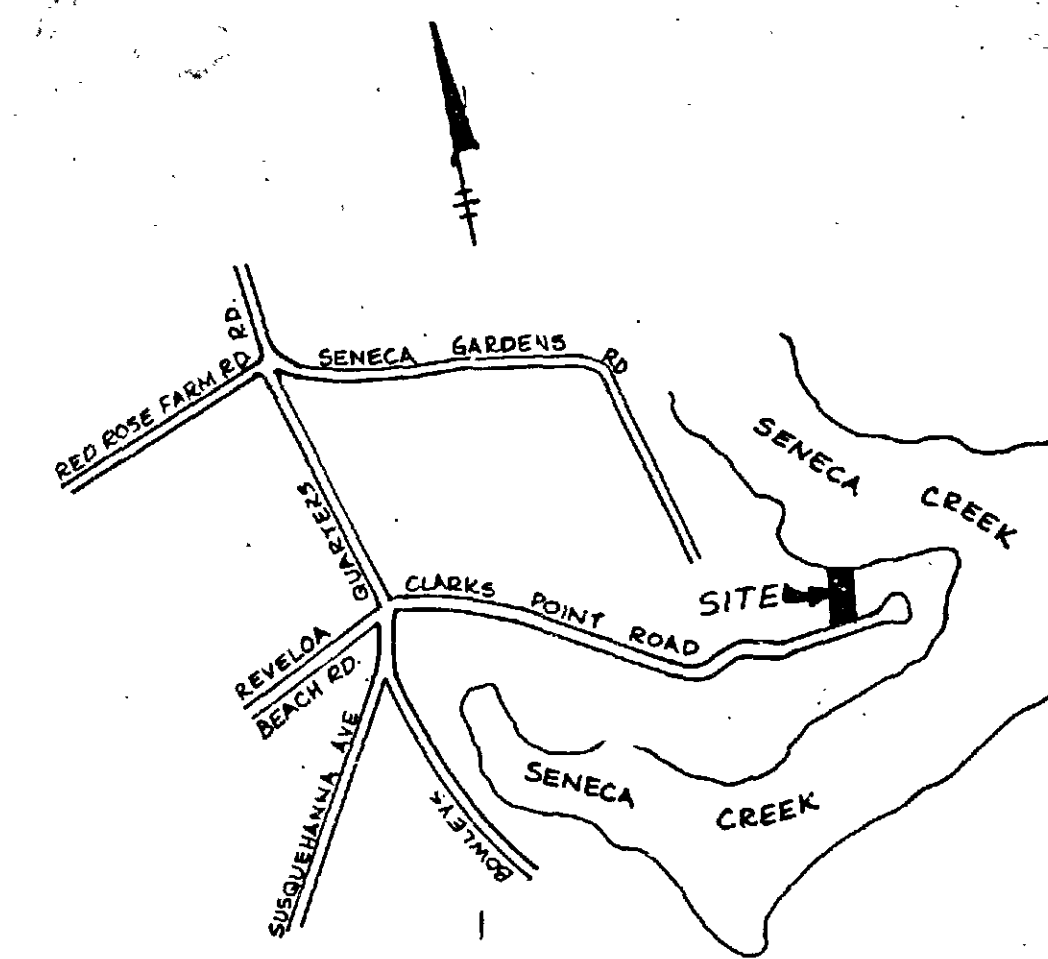 RED ROSE FARM RD
RD.
SENECA GARDENS RD
QUARTERS
SENECA CREEK
CLARKS POINT ROAD
SITE
REVELOA
BEACH RD.
SUSQUEHANNA AVE
BOWLEYS
SENECA CREEK